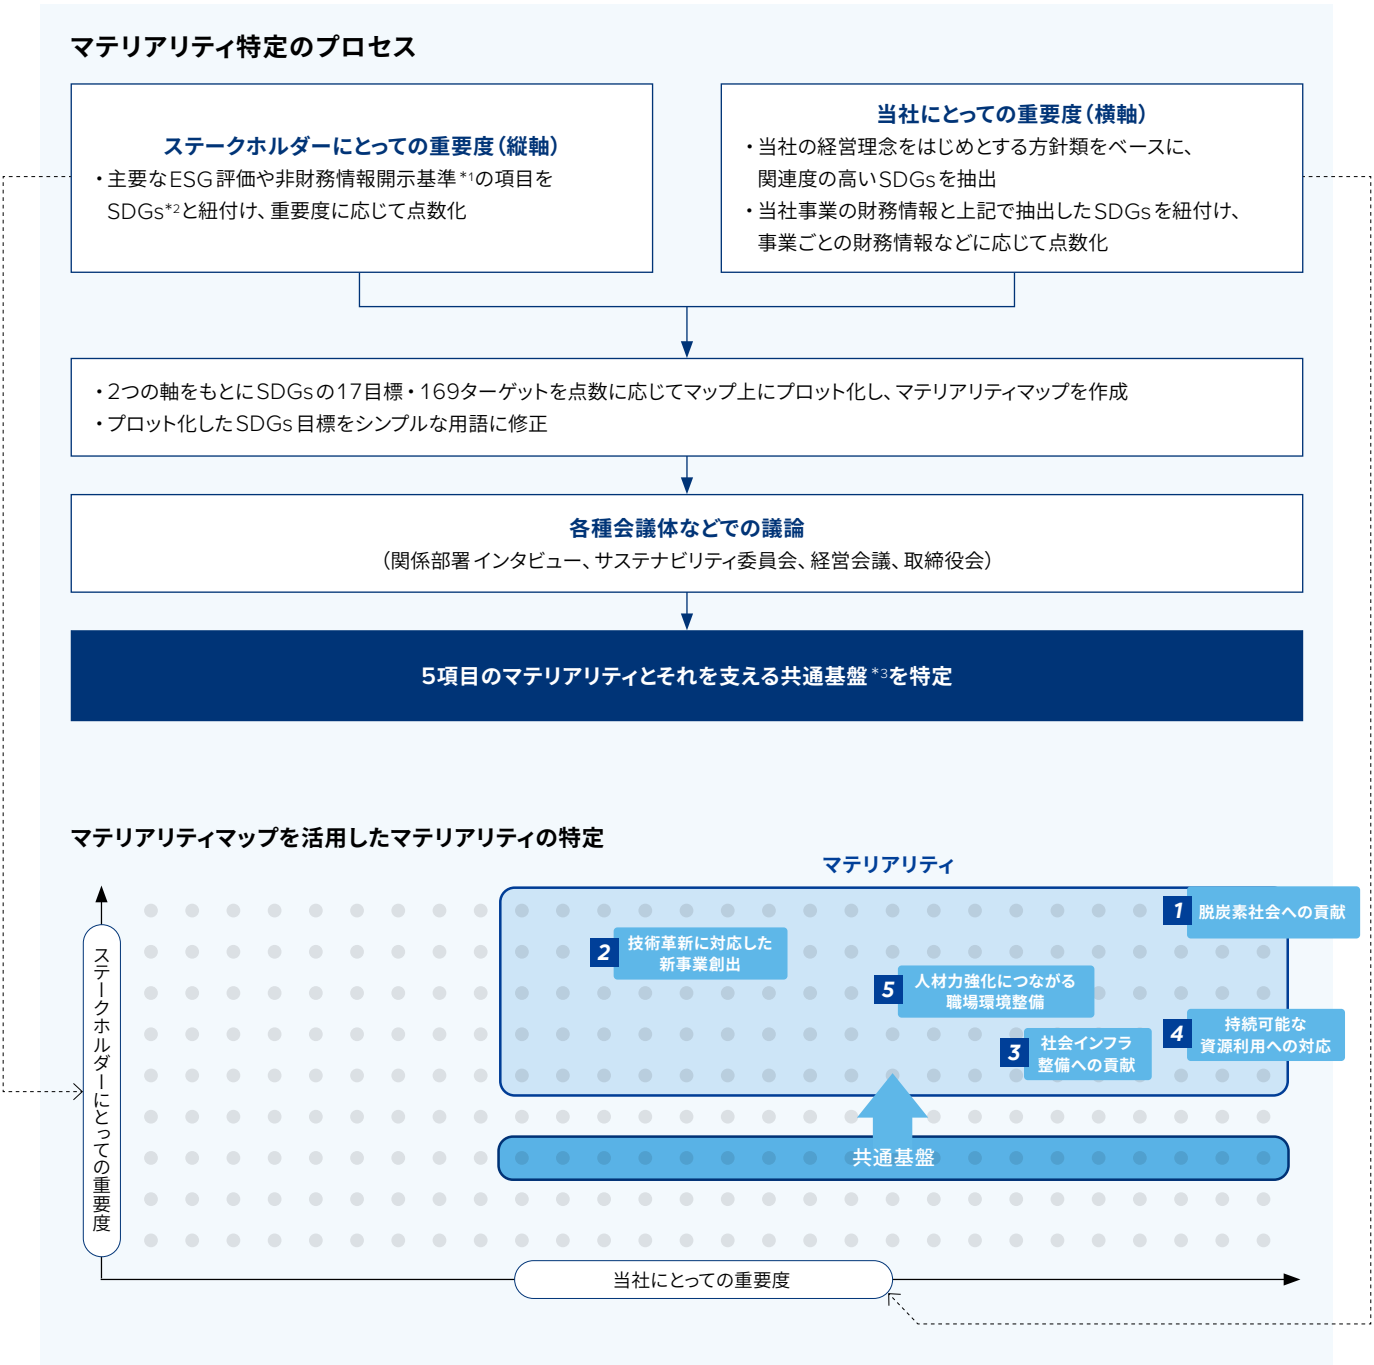 マテリアリティ特定のプロセス
ステークホルダーにとっての重要度（縦軸）
・主要なESG評価や非財務情報開示基準*1の項目を
SDGs*2と紐付け、重要度に応じて点数化
当社にとっての重要度（横軸）
・当社の経営理念をはじめとする方針類をベースに、
関連度の高いSDGsを抽出
・当社事業の財務情報と上記で抽出したSDGsを紐付け、
事業ごとの財務情報などに応じて点数化
・2つの軸をもとにSDGsの17目標・169ターゲットを点数に応じてマップ上にプロット化し、マテリアリティマップを作成
・プロット化したSDGs目標をシンプルな用語に修正
各種会議体などでの議論
（関係部署インタビュー、サステナビリティ委員会、経営会議、取締役会）
5項目のマテリアリティとそれを支える共通基盤*3を特定
マテリアリティマップを活用したマテリアリティの特定
マテリアリティ
1 脱炭素社会への貢献
2 技術革新に対応した
新事業創出
5 人材力強化につながる
職場環境整備
3 社会インフラ
整備への貢献
4 持続可能な
資源利用への対応
共通基盤
ステークホルダーにとっての重要度
当社にとっての重要度